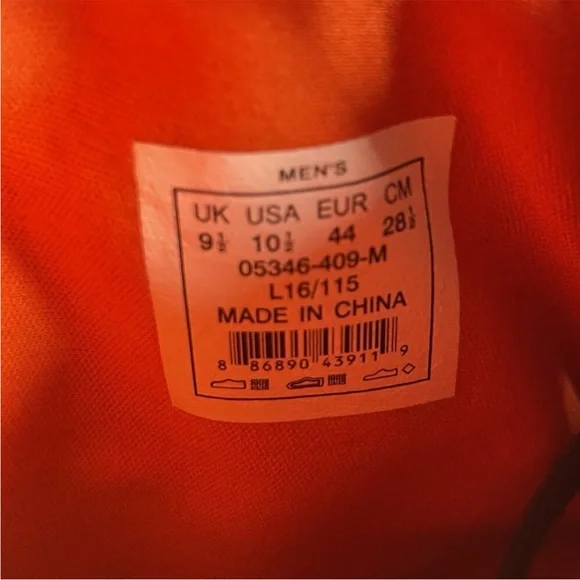 MEN'S
UK USA EUR CM
9½ 10½ 44 28½
05346-409-M
L16/115
MADE IN CHINA
8 86890 43911 9